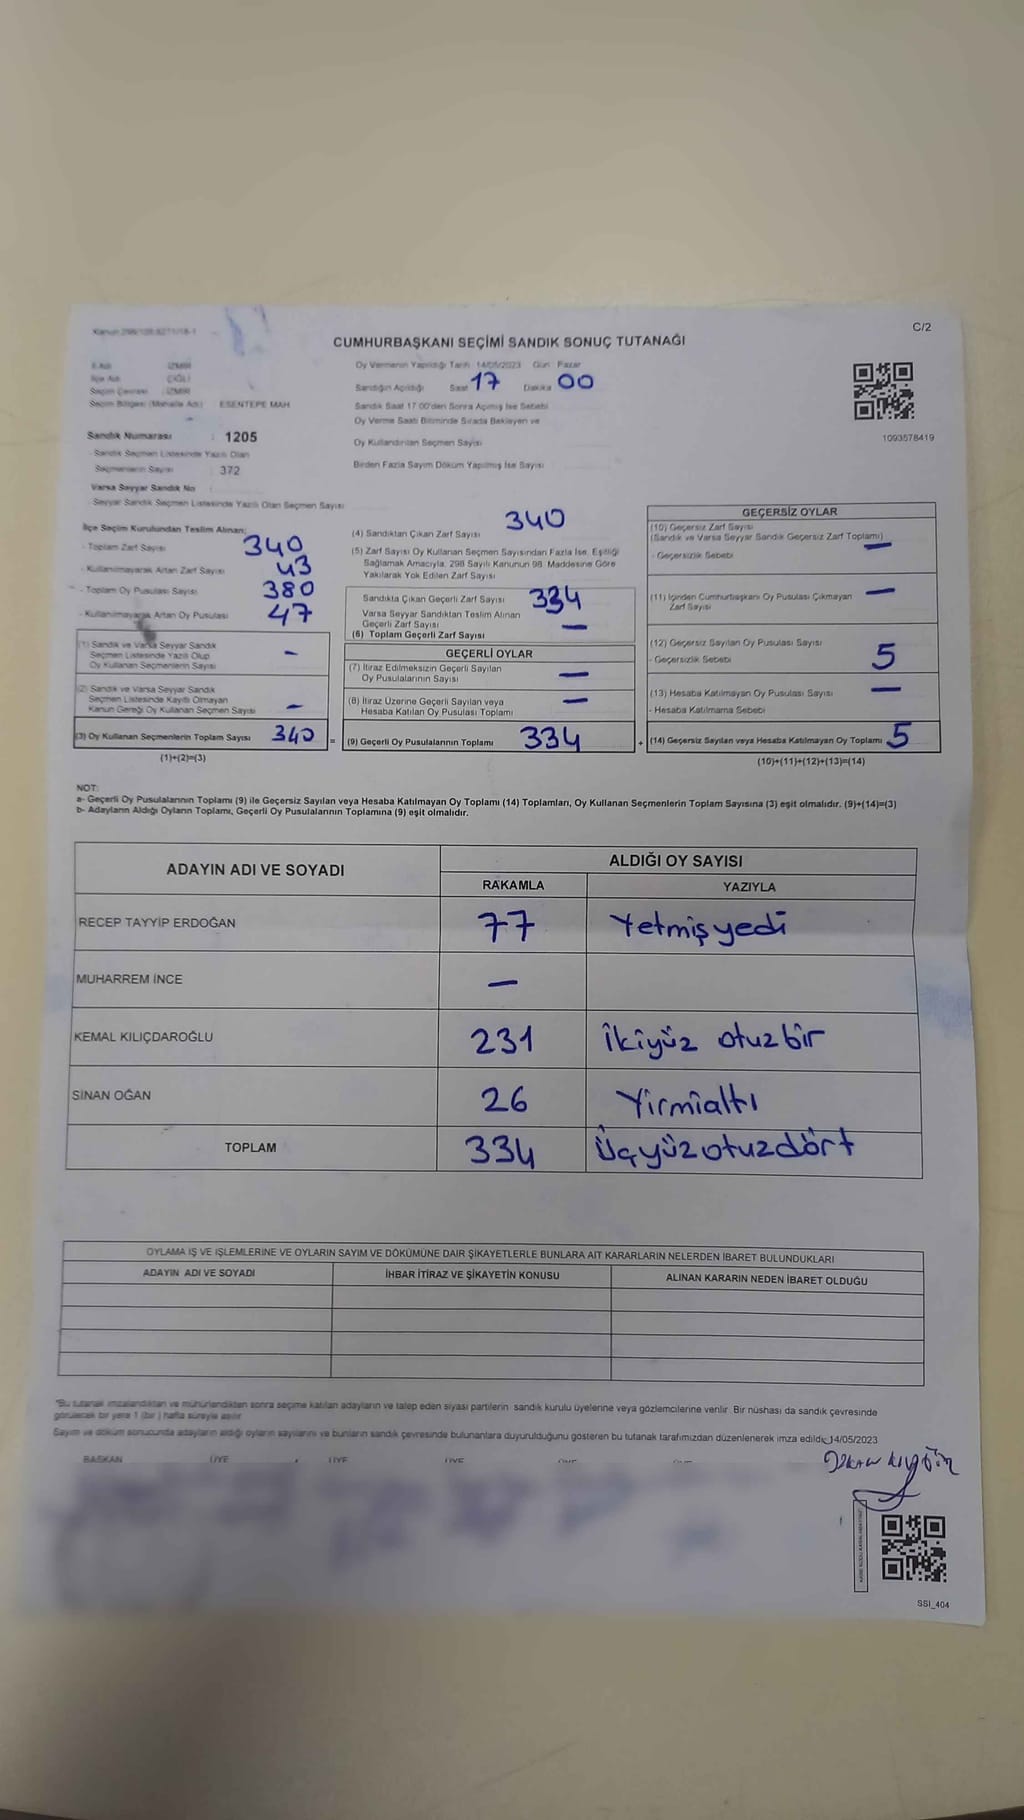 C/2
CUMHURBAŞKANI SEÇİMİ SANDIK SONUÇ TUTANAĞI
İl Adı İZMİR
İlçe Adı ÇİĞLİ
Seçim Çevresi : İZMİR
Seçim Bölgesi (Mahalle Adı) : ESENTEPE MAH.
Sandık Numarası : 1205
Sandık Seçmen Listesinde Yazılı Olan
Seçmenlerin Sayısı : 372
Varsa Seyyar Sandık No
Seyyar Sandık Seçmen Listesinde Yazılı Olan Seçmen Sayısı:
Oy Vermenin Yapıldığı Tarih: 14/05/2023 Gün: Pazar
Sandığın Açıldığı Saat 17 Dakika 00
Sandık Saat 17:00'den Sonra Açılmış İse Sebebi
Oy Verme Saati Bitiminde Sırada Bekleyen ve
Oy Kullandırılan Seçmen Sayısı
Birden Fazla Sayım Döküm Yapılmış İse Sayısı
1093578419
İlçe Seçim Kurulundan Teslim Alınan;
- Toplam Zarf Sayısı 340
- Kullanılmayarak Artan Zarf Sayısı 43
- Toplam Oy Pusulası Sayısı 380
- Kullanılmayarak Artan Oy Pusulası 47
(1) Sandık ve Varsa Seyyar Sandık
Seçmen Listesinde Yazılı Olup
Oy Kullanan Seçmenlerin Sayısı -
(2) Sandık ve Varsa Seyyar Sandık
Seçmen Listesinde Kayıtlı Olmayan
Kanun Gereği Oy Kullanan Seçmen Sayısı -
(3) Oy Kullanan Seçmenlerin Toplam Sayısı 340 =
(1)+(2)=(3)
(4) Sandıktan Çıkan Zarf Sayısı 340
(5) Zarf Sayısı Oy Kullanan Seçmen Sayısından Fazla İse, Eşitliği
Sağlamak Amacıyla, 298 Sayılı Kanunun 98. Maddesine Göre
Yakılarak Yok Edilen Zarf Sayısı
Sandıkta Çıkan Geçerli Zarf Sayısı 334
Varsa Seyyar Sandıktan Teslim Alınan
Geçerli Zarf Sayısı -
(6) Toplam Geçerli Zarf Sayısı
GEÇERLİ OYLAR
(7) İtiraz Edilmeksizin Geçerli Sayılan
Oy Pusulalarının Sayısı -
(8) İtiraz Üzerine Geçerli Sayılan veya
Hesaba Katılan Oy Pusulası Toplamı -
(9) Geçerli Oy Pusulalarının Toplamı 334 +
GEÇERSİZ OYLAR
(10) Geçersiz Zarf Sayısı
(Sandık ve Varsa Seyyar Sandık Geçersiz Zarf Toplamı) -
- Geçersizlik Sebebi
(11) İçinden Cumhurbaşkanı Oy Pusulası Çıkmayan -
Zarf Sayısı
(12) Geçersiz Sayılan Oy Pusulası Sayısı
- Geçersizlik Sebebi 5
(13) Hesaba Katılmayan Oy Pusulası Sayısı -
- Hesaba Katılmama Sebebi
(14) Geçersiz Sayılan veya Hesaba Katılmayan Oy Toplamı 5
(10)+(11)+(12)+(13)=(14)
NOT:
a- Geçerli Oy Pusulalarının Toplamı (9) ile Geçersiz Sayılan veya Hesaba Katılmayan Oy Toplamı (14) Toplamları, Oy Kullanan Seçmenlerin Toplam Sayısına (3) eşit olmalıdır. (9)+(14)=(3)
b- Adayların Aldığı Oyların Toplamı, Geçerli Oy Pusulalarının Toplamına (9) eşit olmalıdır.
ADAYIN ADI VE SOYADI ALDIĞI OY SAYISI
RAKAMLA YAZIYLA
RECEP TAYYİP ERDOĞAN 77 Yetmişyedi
MUHARREM İNCE -
KEMAL KILIÇDAROĞLU 231 İkiyüz otuzbir
SİNAN OĞAN 26 Yirmialtı
TOPLAM 334 Üçyüzotuzdört
OYLAMA İŞ VE İŞLEMLERİNE VE OYLARIN SAYIM VE DÖKÜMÜNE DAİR ŞİKAYETLERLE BUNLARA AİT KARARLARIN NELERDEN İBARET BULUNDUKLARI
ADAYIN ADI VE SOYADI İHBAR İTİRAZ VE ŞİKAYETİN KONUSU ALINAN KARARIN NEDEN İBARET OLDUĞU
*Bu tutanak imzalandıktan ve mühürlendikten sonra seçime katılan adayların ve talep eden siyasi partilerin sandık kurulu üyelerine veya gözlemcilerine verilir. Bir nüshası da sandık çevresinde
görülecek bir yere 1 (bir ) hafta süreyle asılır.
Sayım ve döküm sonucunda adayların aldığı oyların sayılarını ve bunların sandık çevresinde bulunanlara duyurulduğunu gösteren bu tutanak tarafımızdan düzenlenerek imza edildi. 14/05/2023
BAŞKAN ÜYE ÜYE ÜYE
SSI_404